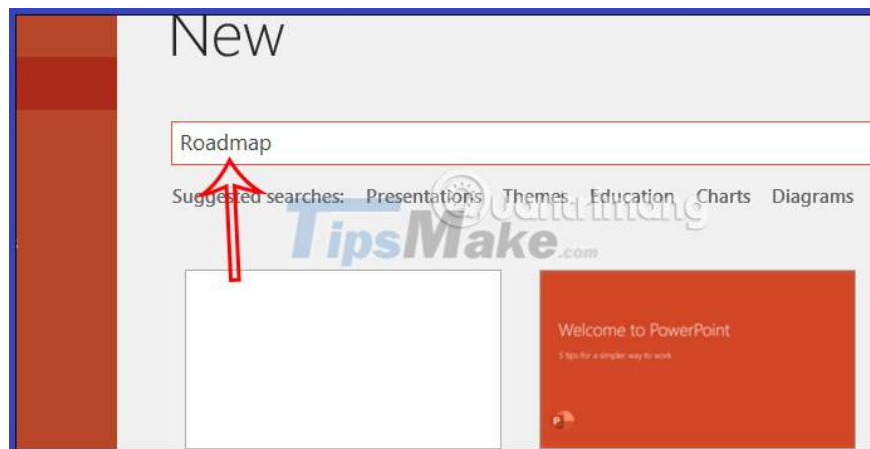 New
Roadmap
Suggested searches: Presentations Themes Education Charts Diagrams
Quantrimang
TipsMake.com
Welcome to PowerPoint
5 tips for a simpler way to work